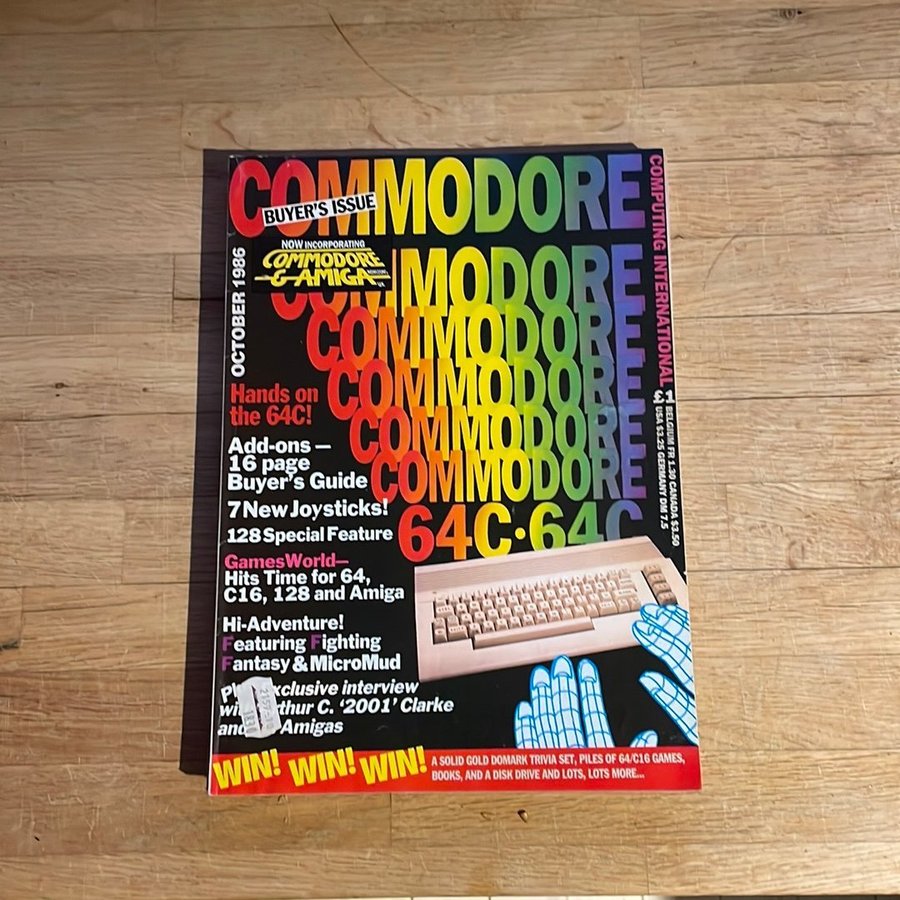 COMMODORE
BUYER'S ISSUE
COMPUTING INTERNATIONAL
NOW INCORPORATING
COMMODORE
& AMIGA
OCTOBER 1986
COMMODORE
COMMODORE
COMMODORE
COMMODORE
COMMODORE
64C·64C
£1
BELGIUM FR 1.30 CANADA $3.50
USA $3.25 GERMANY DM 7.5
Hands on
the 64C!
Add-ons –
16 page
Buyer's Guide
7 New Joysticks!
128 Special Feature
GamesWorld–
Hits Time for 64,
C16, 128 and Amiga
Hi-Adventure!
Featuring Fighting
Fantasy & MicroMud
exclusive interview
Arthur C. '2001' Clarke
and Amigas
WIN! WIN! WIN!
A SOLID GOLD DOMARK TRIVIA SET, PILES OF 64/C16 GAMES,
BOOKS, AND A DISK DRIVE AND LOTS, LOTS MORE...